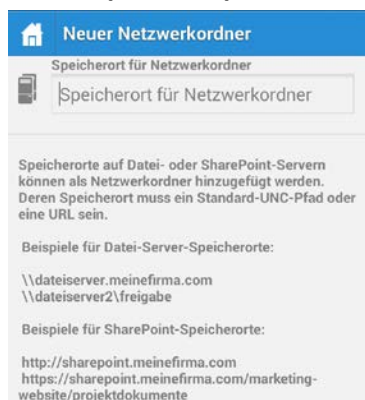 Neuer Netzwerkordner
Speicherort für Netzwerkordner
Speicherort für Netzwerkordner
Speicherorte auf Datei- oder SharePoint-Servern
können als Netzwerkordner hinzugefügt werden.
Deren Speicherort muss ein Standard-UNC-Pfad oder
eine URL sein.
Beispiele für Datei-Server-Speicherorte:
\\dateiserver.meinefirma.com
\\dateiserver2\freigabe
Beispiele für SharePoint-Speicherorte:
http://sharepoint.meinefirma.com
https://sharepoint.meinefirma.com/marketing-
website/projektdokumente